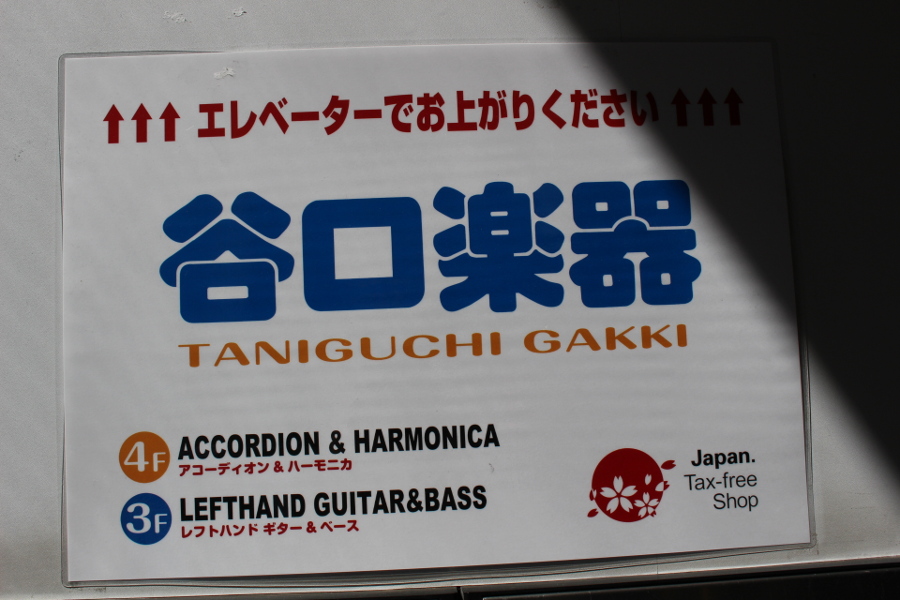 ↑↑↑ エレベーターでお上がりください ↑↑↑
谷口楽器
TANIGUCHI GAKKI
4F ACCORDION & HARMONICA
アコーディオン & ハーモニカ
3F LEFTHAND GUITAR&BASS
レフトハンド ギター & ベース
Japan.
Tax-free
Shop